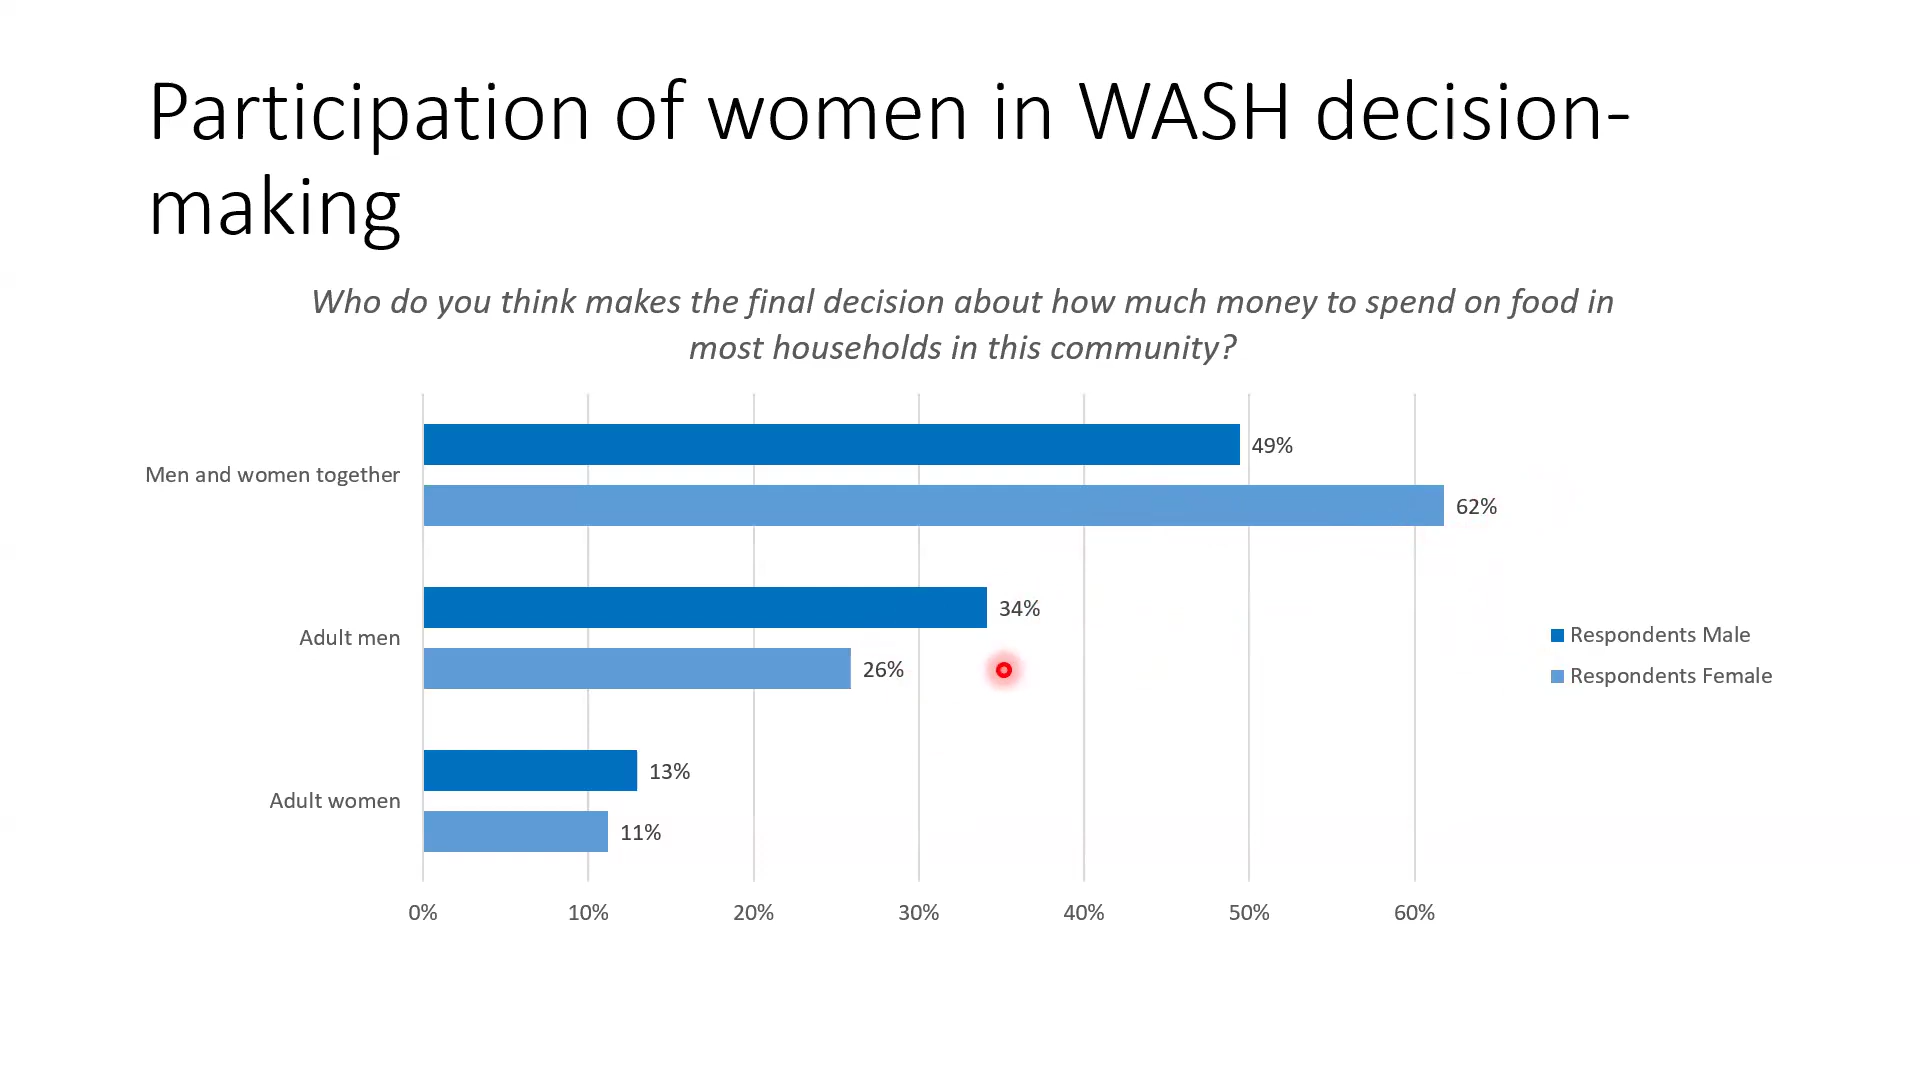 Participation of women in WASH decision-
making
Who do you think makes the final decision about how much money to spend on food in
most households in this community?
Men and women together
49%
62%
Adult men
34%
26%
Adult women
13%
11%
Respondents Male
Respondents Female
0% 10% 20% 30% 40% 50% 60%